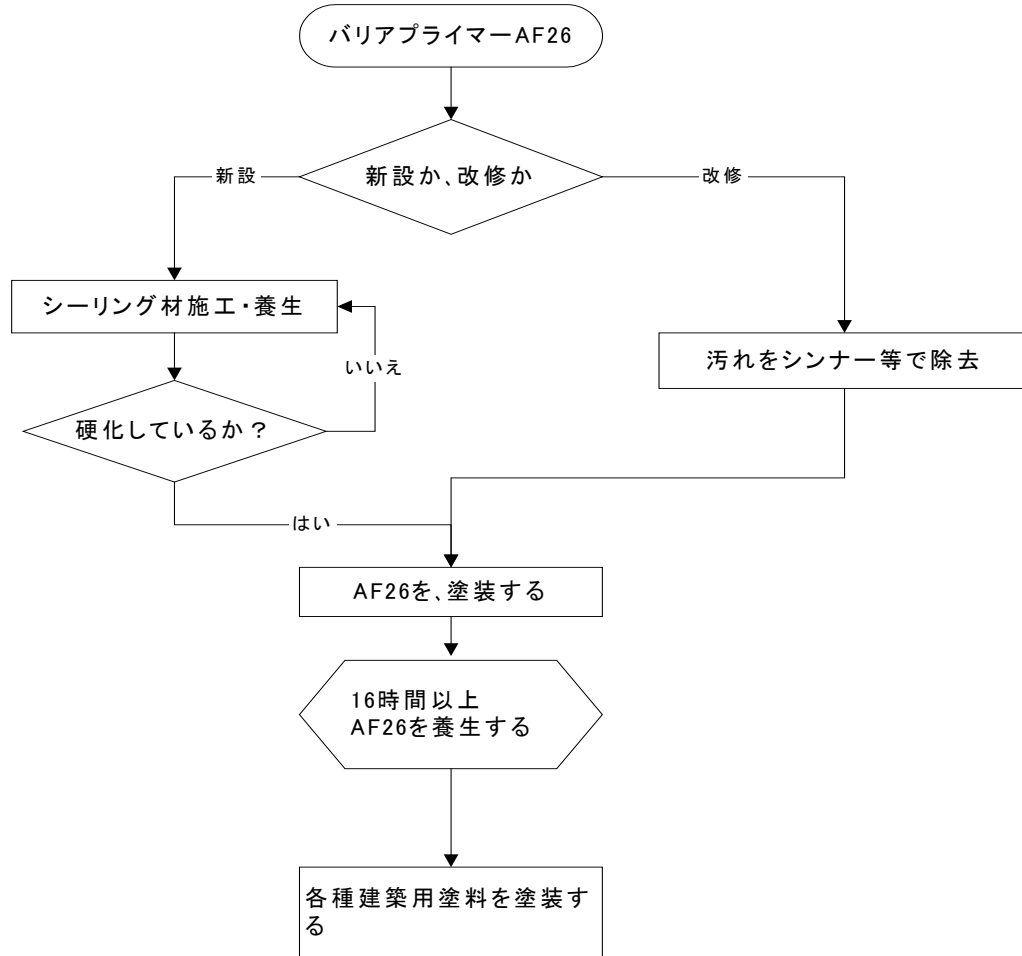 バリアプライマーAF26
新設か、改修か
新設
改修
シーリング材施工・養生
いいえ
汚れをシンナー等で除去
硬化しているか？
はい
AF26を、塗装する
16時間以上
AF26を養生する
各種建築用塗料を塗装す
る